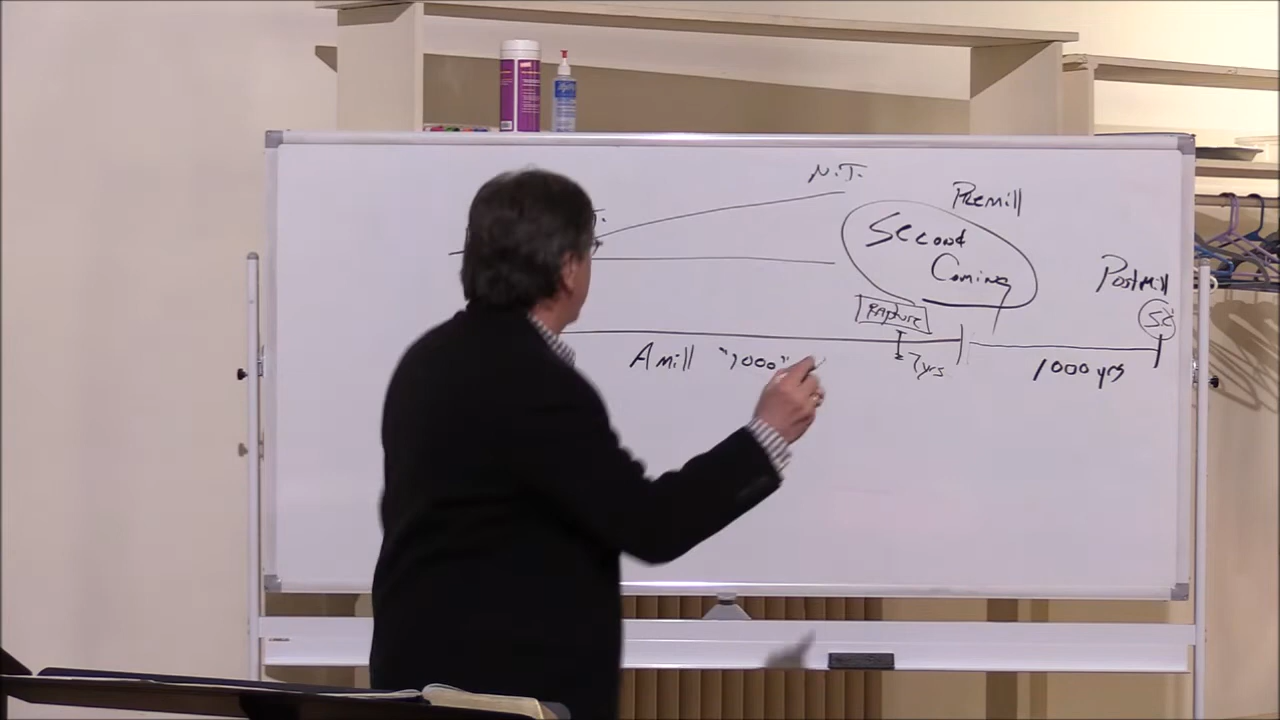 N.T.
Premill
Second
Coming
Postmill
Rapture
SC
Amill "1000"
7yrs
1000 yrs